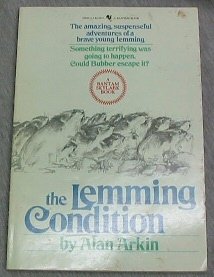 The amazing, suspenseful
adventures of a
brave young lemming
Something terrifying was
going to happen.
Could Bubber escape it?
A
BANTAM
SKYLARK
BOOK
the Lemming
Condition
by Alan Arkin